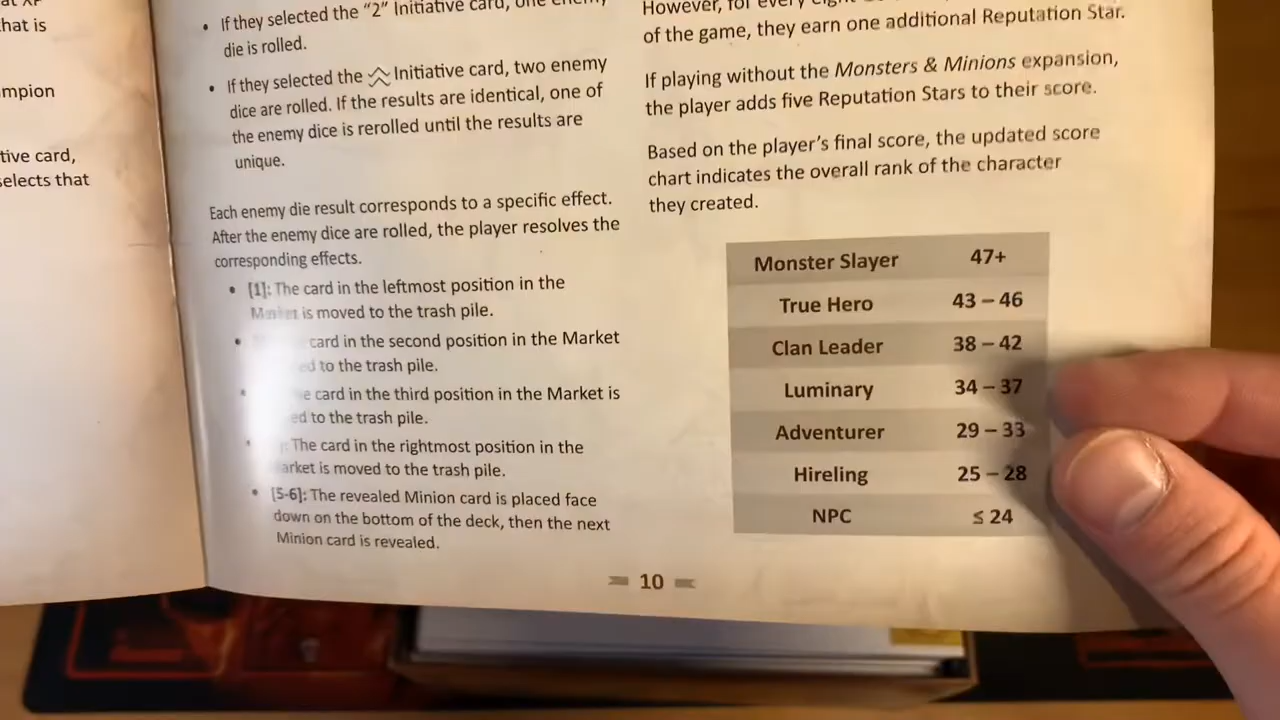 hat is
mpion
tive card,
selects that
If they selected the "2" Initiative card, one enemy
die is rolled.
If they selected the Initiative card, two enemy
dice are rolled. If the results are identical, one of
the enemy dice is rerolled until the results are
unique.
Each enemy die result corresponds to a specific effect.
After the enemy dice are rolled, the player resolves the
corresponding effects.
[1]: The card in the leftmost position in the
Market is moved to the trash pile.
card in the second position in the Market
ed to the trash pile.
e card in the third position in the Market is
ed to the trash pile.
The card in the rightmost position in the
arket is moved to the trash pile.
[5-6]: The revealed Minion card is placed face
down on the bottom of the deck, then the next
Minion card is revealed.
However, for every eight
of the game, they earn one additional Reputation Star.
If playing without the Monsters & Minions expansion,
the player adds five Reputation Stars to their score.
Based on the player's final score, the updated score
chart indicates the overall rank of the character
they created.
Monster Slayer 47+
True Hero 43 – 46
Clan Leader 38 – 42
Luminary 34 – 37
Adventurer 29 – 33
Hireling 25 – 28
NPC ≤ 24
10